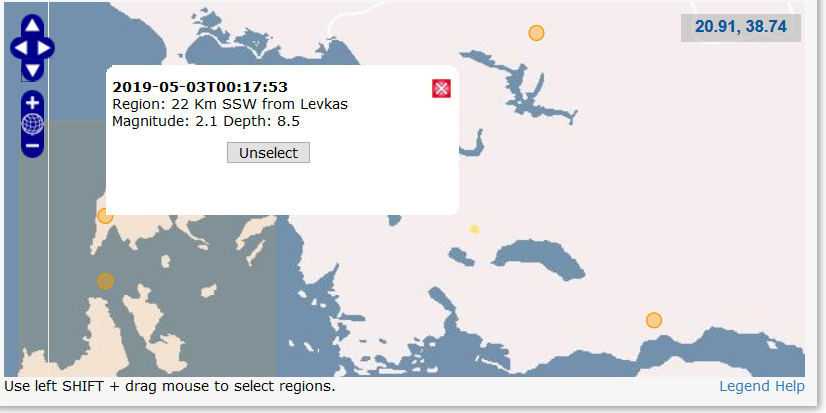 20.91, 38.74
2019-05-03T00:17:53
Region: 22 Km SSW from Levkas
Magnitude: 2.1 Depth: 8.5
Unselect
Use left SHIFT + drag mouse to select regions.
Legend Help